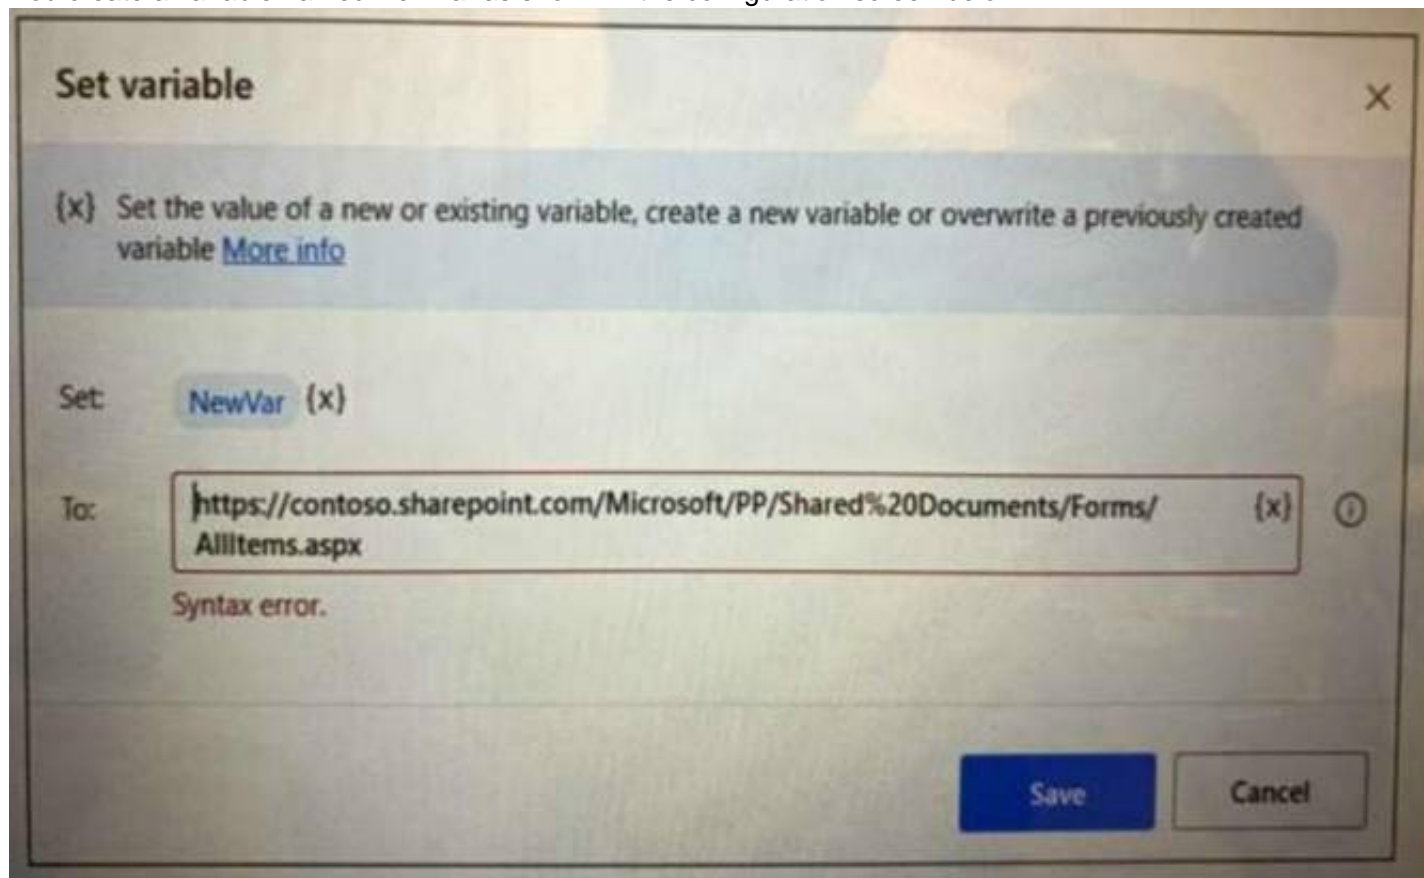 Set variable
{x} Set the value of a new or existing variable, create a new variable or overwrite a previously created
variable More info
Set: NewVar {x}
To: https://contoso.sharepoint.com/Microsoft/PP/Shared%20Documents/Forms/ {x}
AllItems.aspx
Syntax error.
Save Cancel